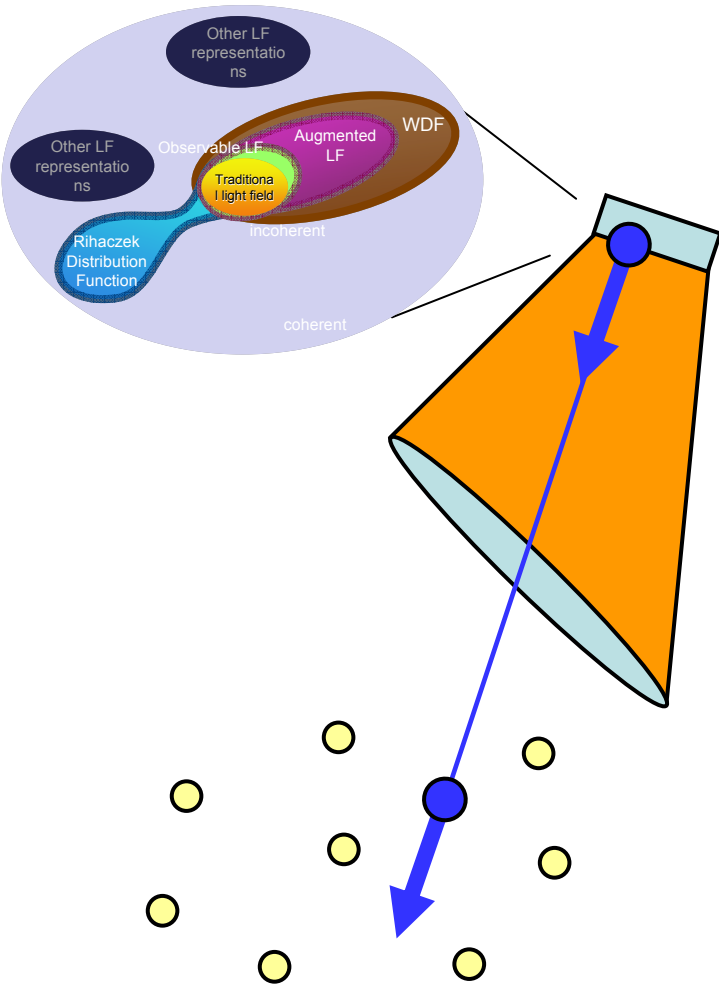 Other LF
representatio
ns
Other LF
representatio
ns
Observable LF
Augmented
LF
WDF
Traditiona
l light field
incoherent
Rihaczek
Distribution
Function
coherent